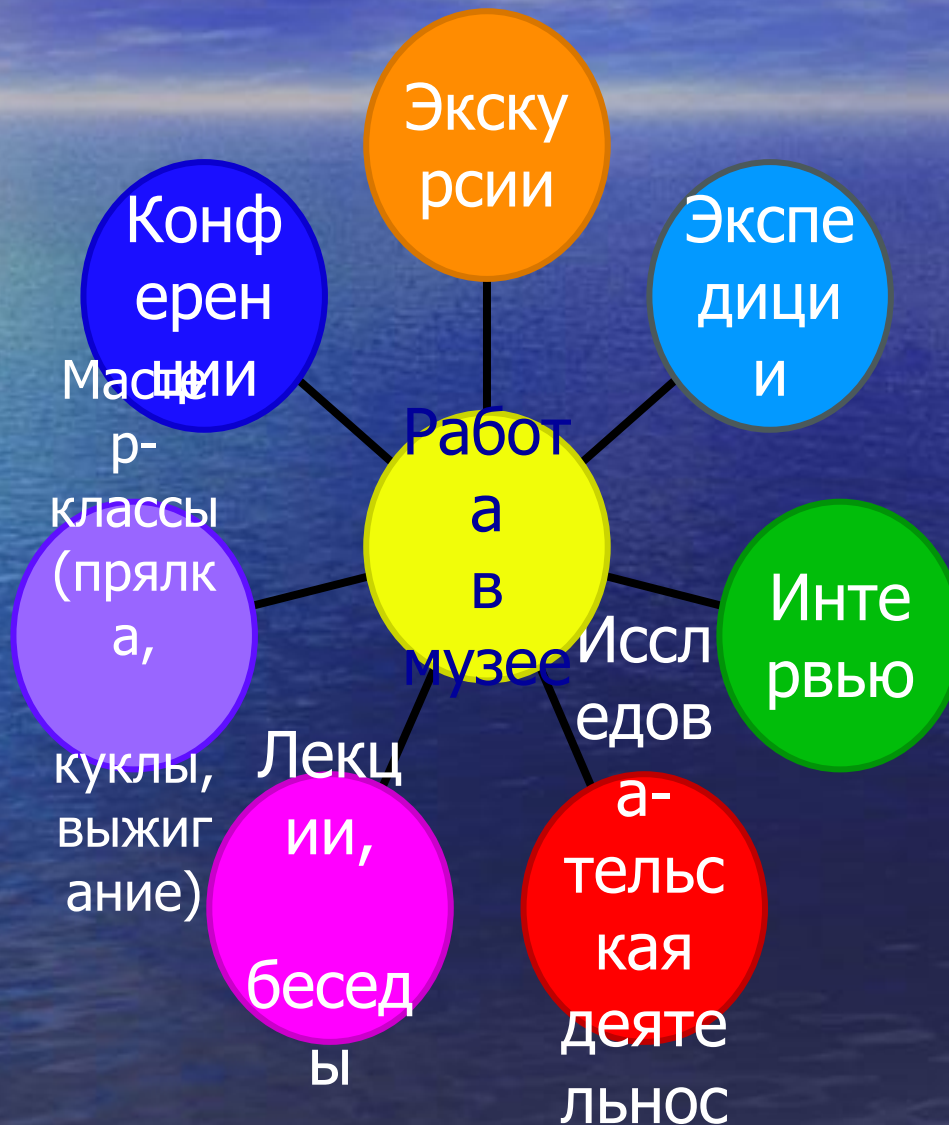 Экску
рсии
Экспе
дици
и
Инте
рвью
Иссл
едов
а-
тельс
кая
деяте
льнос
Лекц
ии,
бесед
ы
Масте
р-
классы
(прялк
а,
куклы,
выжиг
ание)
Конф
ерен
ции
Работ
а
в
музее